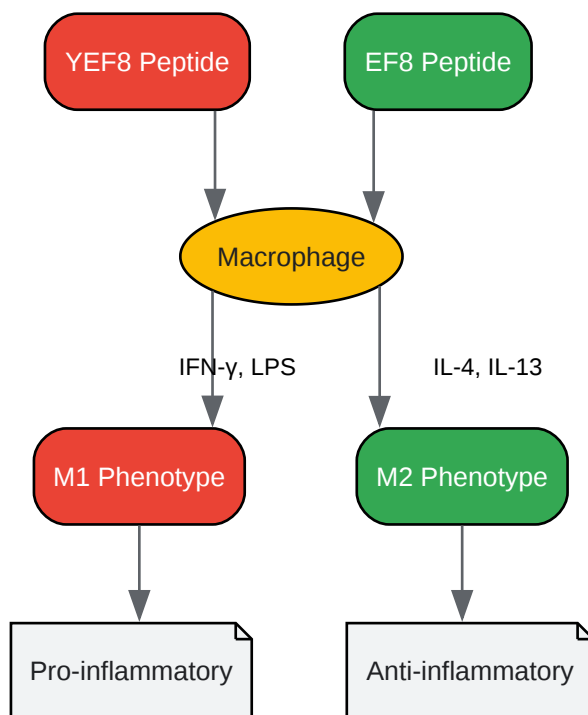 YEF8 Peptide
EF8 Peptide
Macrophage
IFN-γ, LPS
IL-4, IL-13
M1 Phenotype
M2 Phenotype
Pro-inflammatory
Anti-inflammatory